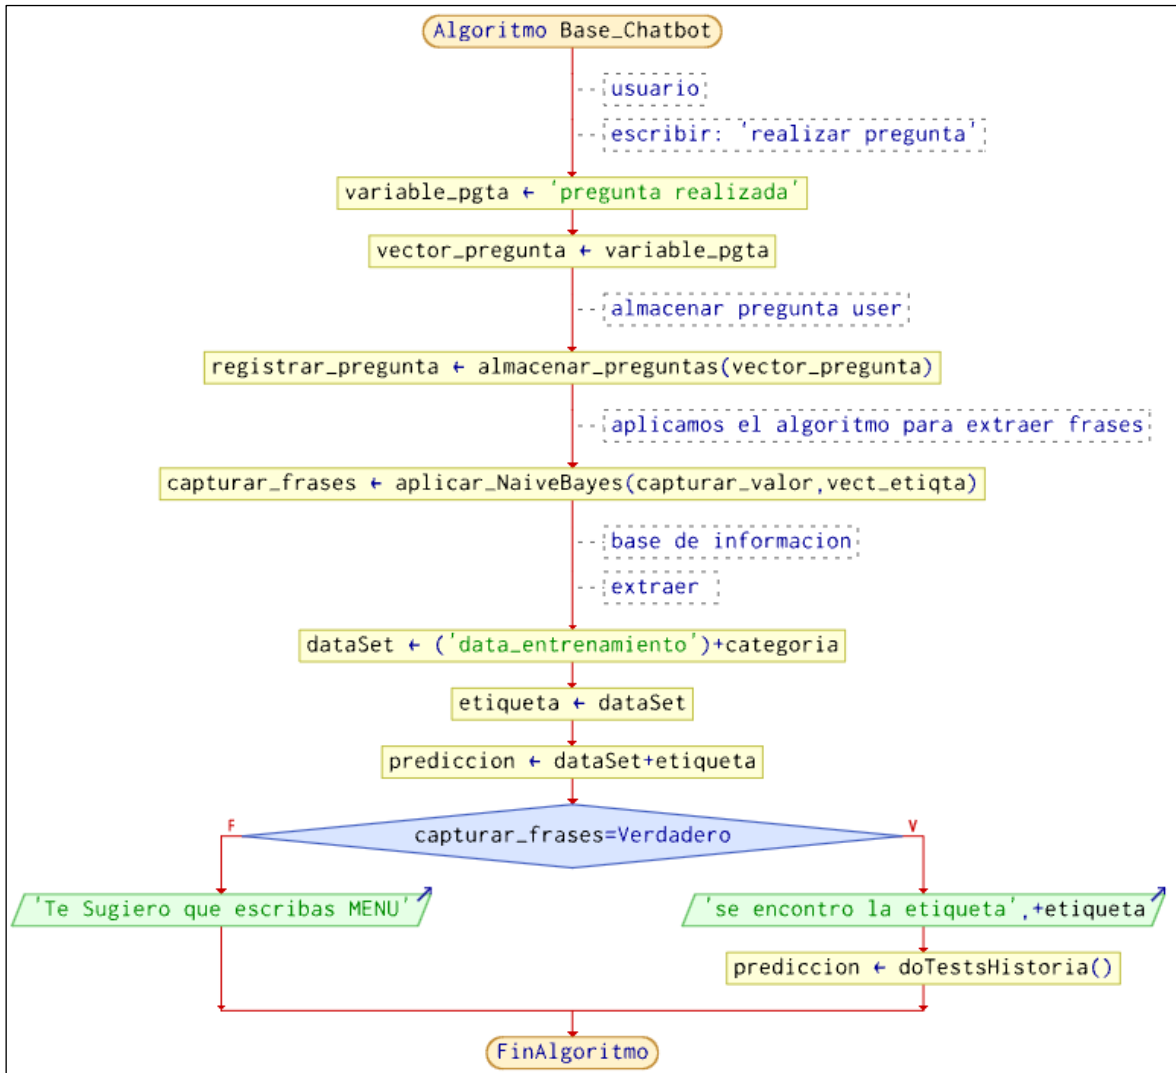 Algoritmo Base_Chatbot
usuario
escribir: 'realizar pregunta'
variable_pgta ← 'pregunta realizada'
vector_pregunta ← variable_pgta
almacenar pregunta user
registrar_pregunta ← almacenar_preguntas(vector_pregunta)
aplicamos el algoritmo para extraer frases
capturar_frases ← aplicar_NaiveBayes(capturar_valor,vect_etiqta)
base de informacion
extraer
dataSet ← ('data_entrenamiento')+categoria
etiqueta ← dataSet
prediccion ← dataSet+etiqueta
F
V
capturar_frases=Verdadero
'Te Sugiero que escribas MENU'
'se encontro la etiqueta',+etiqueta
prediccion ← doTestsHistoria()
FinAlgoritmo